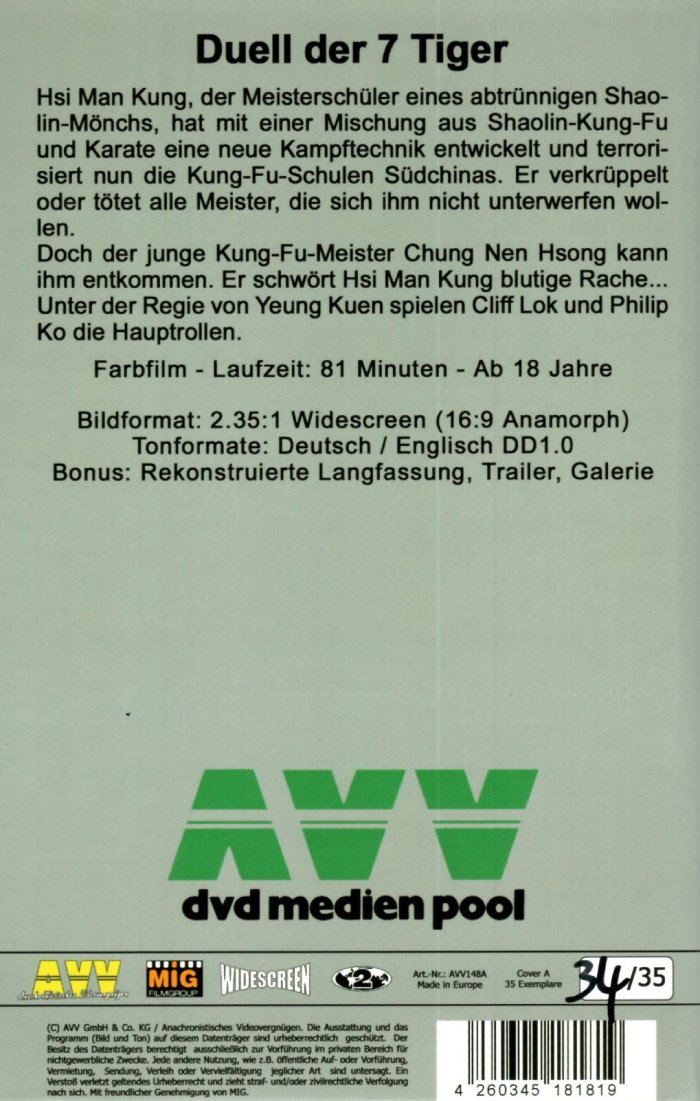 Duell der 7 Tiger
Hsi Man Kung, der Meisterschüler eines abtrünnigen Shao-
lin-Mönchs, hat mit einer Mischung aus Shaolin-Kung-Fu
und Karate eine neue Kampftechnik entwickelt und terrori-
siert nun die Kung-Fu-Schulen Südchinas. Er verkrüppelt
oder tötet alle Meister, die sich ihm nicht unterwerfen wol-
len.
Doch der junge Kung-Fu-Meister Chung Nen Hsong kann
ihm entkommen. Er schwört Hsi Man Kung blutige Rache...
Unter der Regie von Yeung Kuen spielen Cliff Lok und Philip
Ko die Hauptrollen.
Farbfilm - Laufzeit: 81 Minuten - Ab 18 Jahre
Bildformat: 2.35:1 Widescreen (16:9 Anamorph)
Tonformate: Deutsch / Englisch DD1.0
Bonus: Rekonstruierte Langfassung, Trailer, Galerie
AVV
dvd medien pool
AVV
Anachronistisches Videovergnügen
MiG
FILMGROUP
WIDESCREEN
2
Art.-Nr.: AVV148A
Made in Europe
Cover A
35 Exemplare
34/35
(C) AVV GmbH & Co. KG / Anachronistisches Videovergnügen. Die Ausstattung und das
Programm (Bild und Ton) auf diesem Datenträger sind urheberrechtlich geschützt. Der
Besitz des Datenträgers berechtigt ausschließlich zur Vorführung im privaten Bereich für
nichtgewerbliche Zwecke. Jede andere Nutzung, wie z.B. öffentliche Auf- oder Vorführung,
Vermietung, Sendung, Verleih oder Vervielfältigung jeglicher Art sind untersagt. Ein
Verstoß verletzt geltendes Urheberrecht und zieht straf- und/oder zivilrechtliche Verfolgung
nach sich. Mit freundlicher Genehmigung von MIG.
4 260345 181819